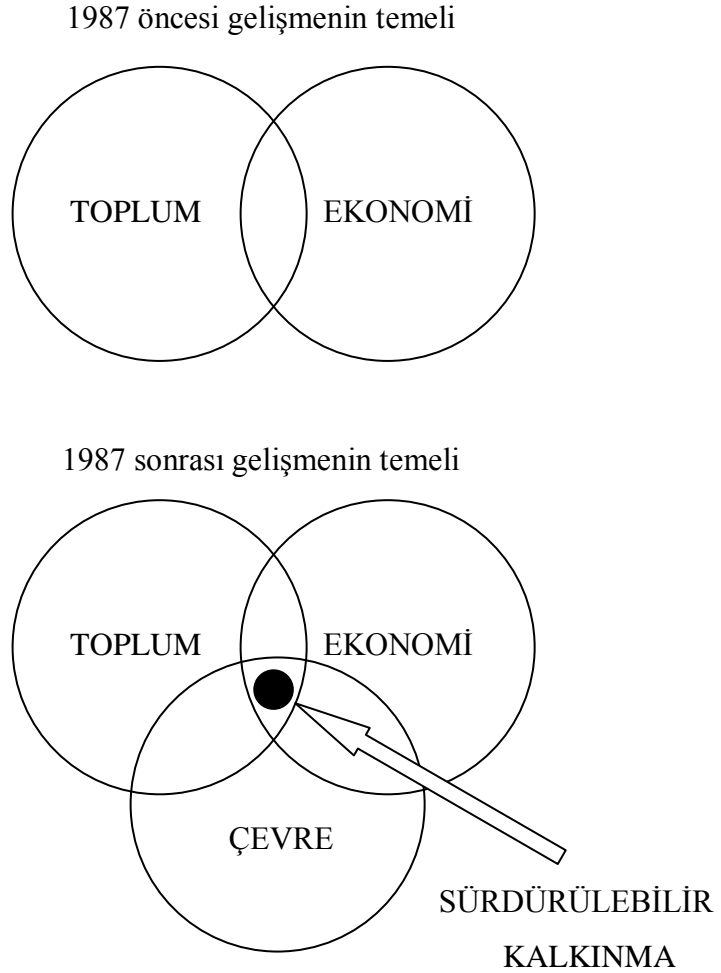 1987 öncesi gelişmenin temeli
TOPLUM
EKONOMİ
1987 sonrası gelişmenin temeli
TOPLUM
EKONOMİ
ÇEVRE
SÜRDÜRÜLEBİLİR
KALKINMA